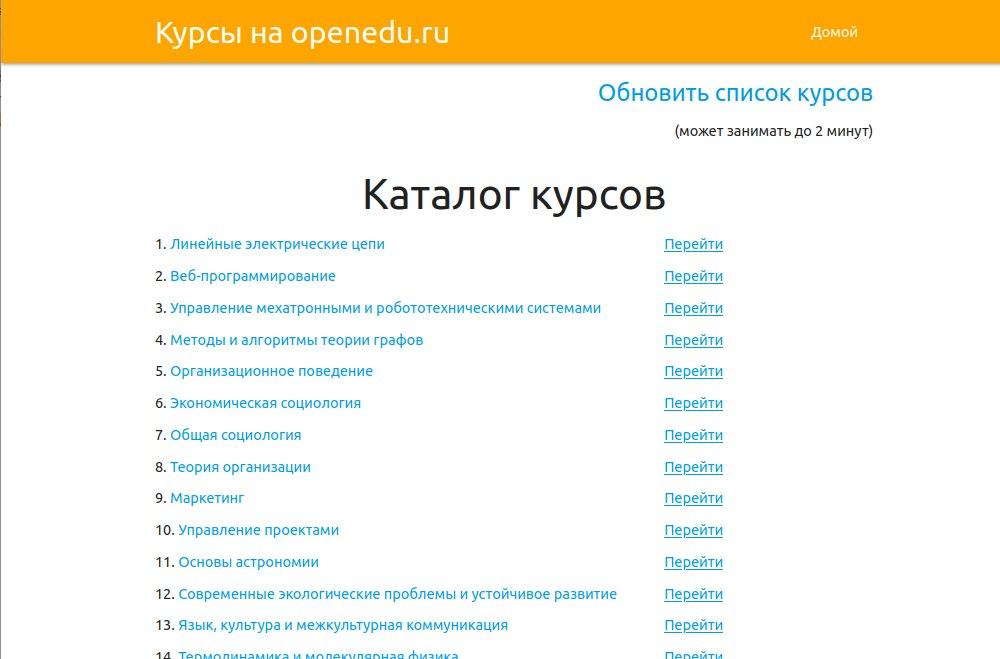 Курсы на openedu.ru Домой
Обновить список курсов
(может занимать до 2 минут)
Каталог курсов
1. Линейные электрические цепи Перейти
2. Веб-программирование Перейти
3. Управление мехатронными и робототехническими системами Перейти
4. Методы и алгоритмы теории графов Перейти
5. Организационное поведение Перейти
6. Экономическая социология Перейти
7. Общая социология Перейти
8. Теория организации Перейти
9. Маркетинг Перейти
10. Управление проектами Перейти
11. Основы астрономии Перейти
12. Современные экологические проблемы и устойчивое развитие Перейти
13. Язык, культура и межкультурная коммуникация Перейти
14. Термодинамика и молекулярная физика Перейти